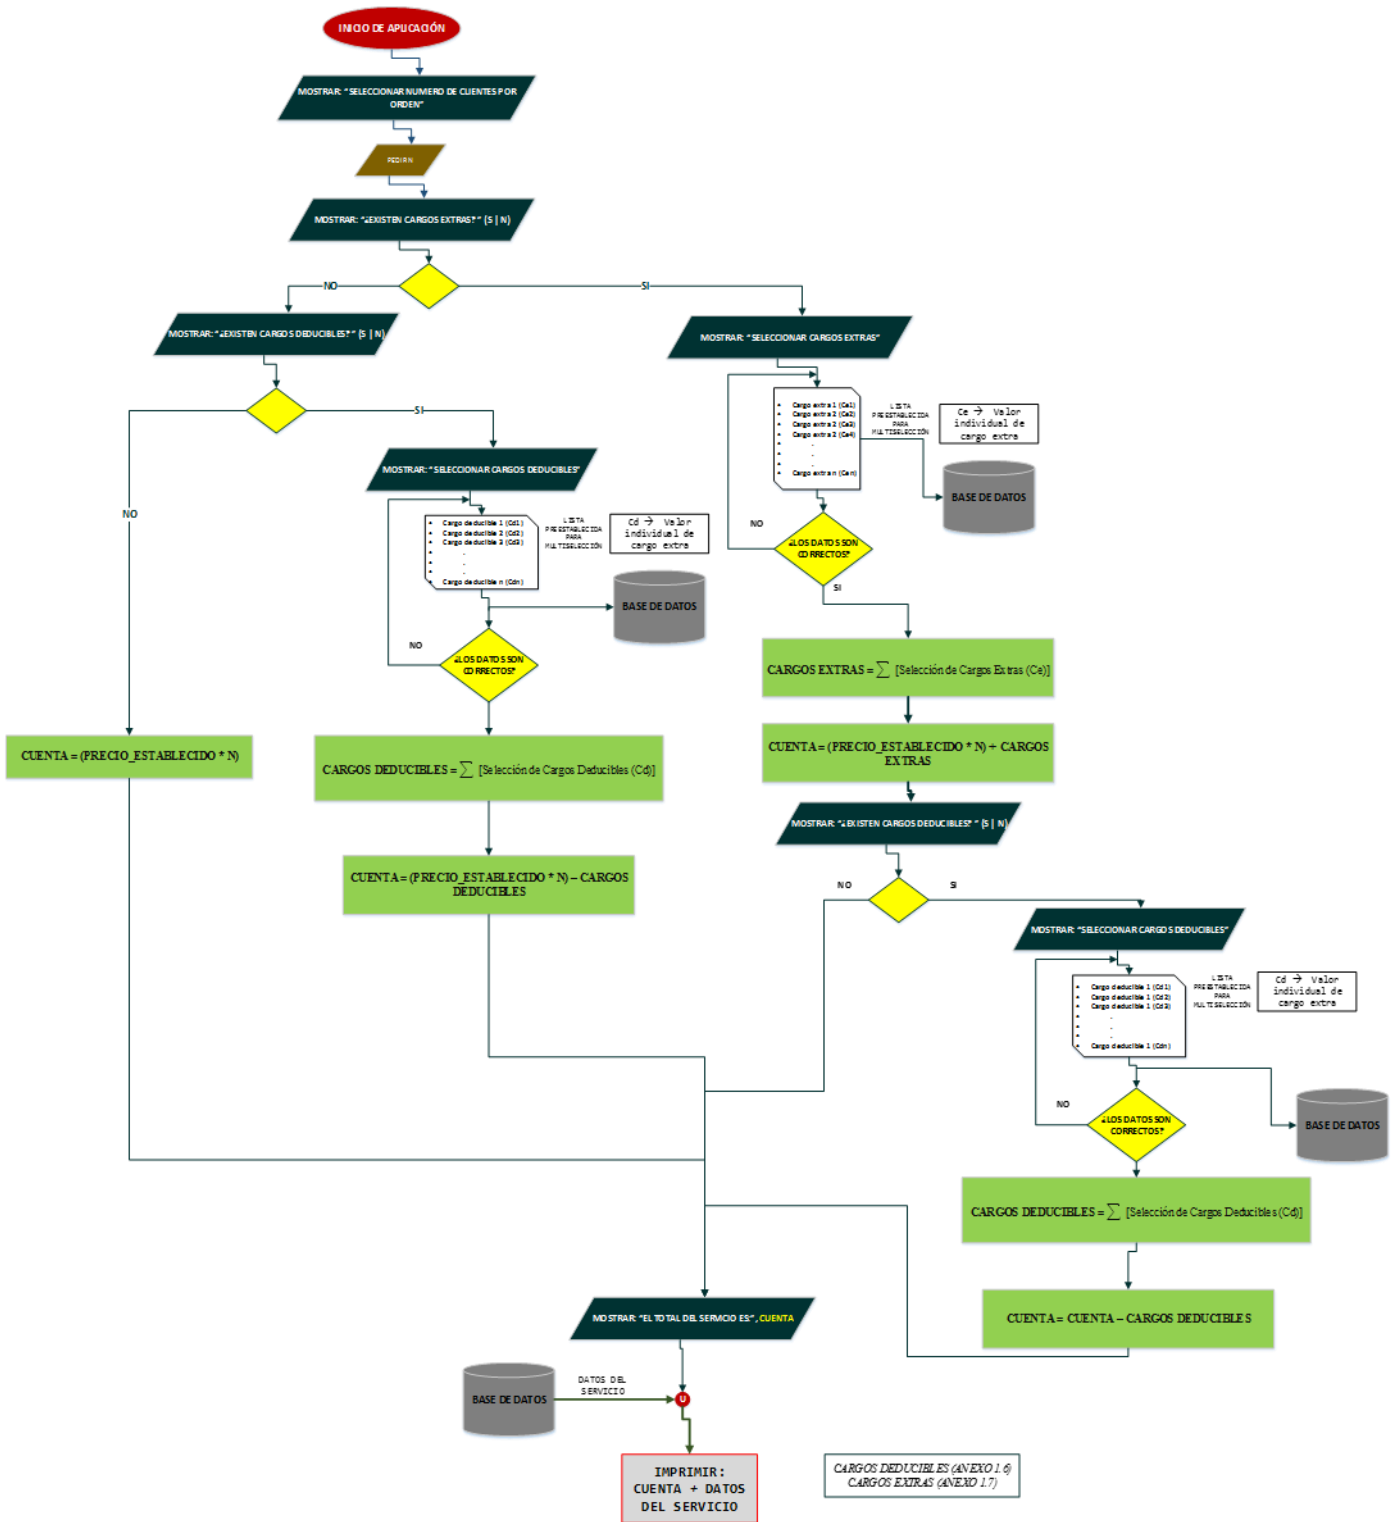 INICIO DE APLICACIÓN
MOSTRAR: "SELECCIONAR NUMERO DE CLIENTES POR
ORDEN"
PEDIR N
MOSTRAR: "¿EXISTEN CARGOS EXTRAS?" (S | N)
NO
SI
MOSTRAR: "¿EXISTEN CARGOS DEDUCIBLES?" (S | N)
SI
NO
MOSTRAR: "SELECCIONAR CARGOS DEDUCIBLES"
Cargo deducible 1 (Cd1)
Cargo deducible 2 (Cd2)
Cargo deducible 3 (Cd3)
.
.
.
Cargo deducible n (Cdn)
LISTA
PREESTABLECIDA
PARA
MULTISELECCIÓN
Cd → Valor
individual de
cargo extra
BASE DE DATOS
NO
¿LOS DATOS SON
CORRECTOS?
CUENTA = (PRECIO_ESTABLECIDO * N)
CARGOS DEDUCIBLES = ∑ [Selección de Cargos Deducibles (Cd)]
CUENTA = (PRECIO_ESTABLECIDO * N) – CARGOS
DEDUCIBLES
MOSTRAR: "SELECCIONAR CARGOS EXTRAS"
Cargo extra 1 (Ce1)
Cargo extra 2 (Ce2)
Cargo extra 2 (Ce3)
Cargo extra 2 (Ce4)
.
.
.
Cargo extra n (Cen)
LISTA
PREESTABLECIDA
PARA
MULTISELECCIÓN
Ce → Valor
individual de
cargo extra
BASE DE DATOS
NO
¿LOS DATOS SON
CORRECTOS?
SI
CARGOS EXTRAS = ∑ [Selección de Cargos Extras (Ce)]
CUENTA = (PRECIO_ESTABLECIDO * N) + CARGOS
EXTRAS
MOSTRAR: "¿EXISTEN CARGOS DEDUCIBLES?" (S | N)
NO
SI
MOSTRAR: "SELECCIONAR CARGOS DEDUCIBLES"
Cargo deducible 1 (Cd1)
Cargo deducible 1 (Cd2)
Cargo deducible 1 (Cd3)
.
.
.
Cargo deducible 1 (Cdn)
LISTA
PREESTABLECIDA
PARA
MULTISELECCIÓN
Cd → Valor
individual de
cargo extra
BASE DE DATOS
NO
¿LOS DATOS SON
CORRECTOS?
CARGOS DEDUCIBLES = ∑ [Selección de Cargos Deducibles (Cd)]
CUENTA = CUENTA – CARGOS DEDUCIBLES
MOSTRAR: "EL TOTAL DEL SERVICIO ES:", CUENTA
BASE DE DATOS
DATOS DEL
SERVICIO
U
IMPRIMIR:
CUENTA + DATOS
DEL SERVICIO
CARGOS DEDUCIBLES (ANEXO 1.6)
CARGOS EXTRAS (ANEXO 1.7)